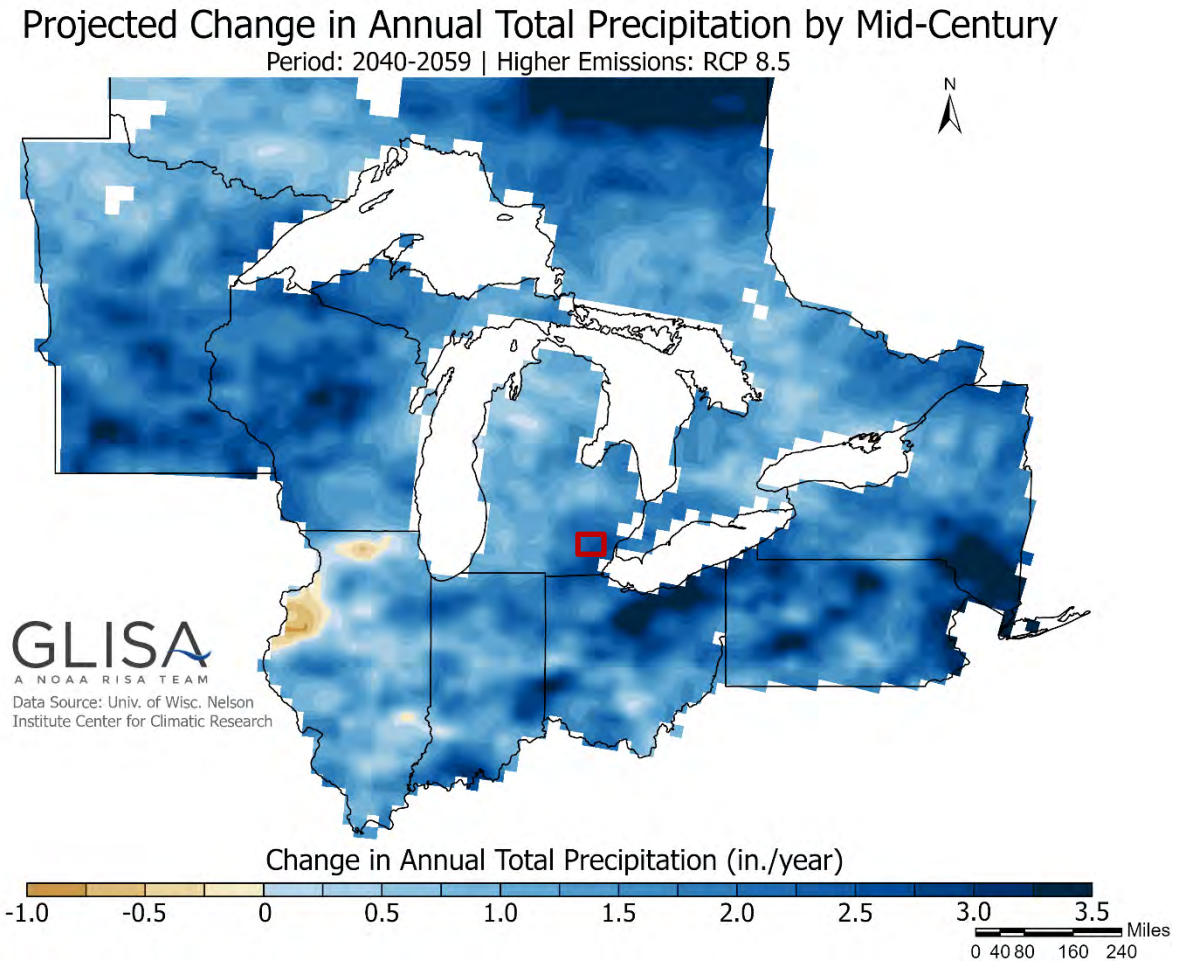 Projected Change in Annual Total Precipitation by Mid-Century
Period: 2040-2059 | Higher Emissions: RCP 8.5
N
GLISA
A NOAA RISA TEAM
Data Source: Univ. of Wisc. Nelson
Institute Center for Climatic Research
Change in Annual Total Precipitation (in./year)
-1.0 -0.5 0 0.5 1.0 1.5 2.0 2.5 3.0 3.5
Miles
0 40 80 160 240